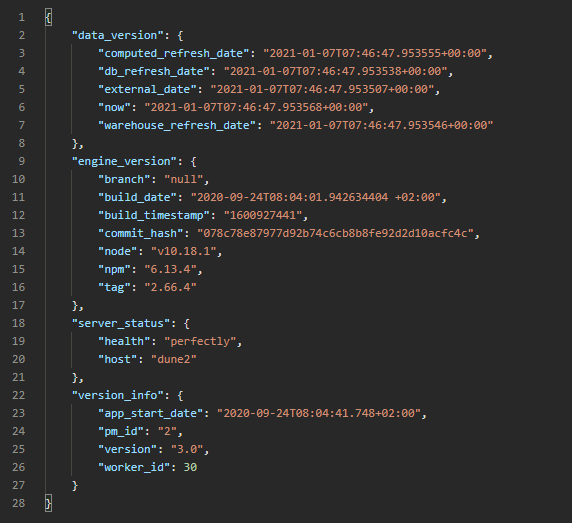 1 {
2 "data_version": {
3 "computed_refresh_date": "2021-01-07T07:46:47.953555+00:00",
4 "db_refresh_date": "2021-01-07T07:46:47.953538+00:00",
5 "external_date": "2021-01-07T07:46:47.953507+00:00",
6 "now": "2021-01-07T07:46:47.953568+00:00",
7 "warehouse_refresh_date": "2021-01-07T07:46:47.953546+00:00"
8 },
9 "engine_version": {
10 "branch": "null",
11 "build_date": "2020-09-24T08:04:01.942634404 +02:00",
12 "build_timestamp": "1600927441",
13 "commit_hash": "078c78e87977d92b74c6cb8b8fe92d2d10acfc4c",
14 "node": "v10.18.1",
15 "npm": "6.13.4",
16 "tag": "2.66.4"
17 },
18 "server_status": {
19 "health": "perfectly",
20 "host": "dune2"
21 },
22 "version_info": {
23 "app_start_date": "2020-09-24T08:04:41.748+02:00",
24 "pm_id": "2",
25 "version": "3.0",
26 "worker_id": 30
27 }
28 }